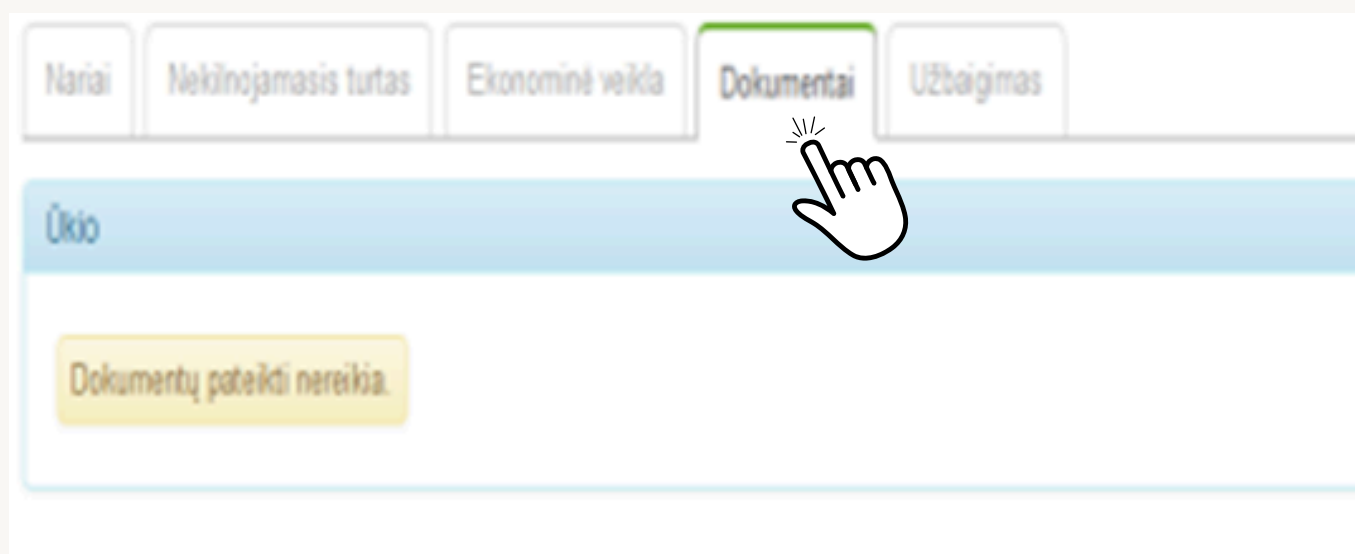 Nariai Nekilnojamasis turtas Ekonominė veikla Dokumentai Užbaigimas
Ūkio
Dokumentų pateikti nereikia.